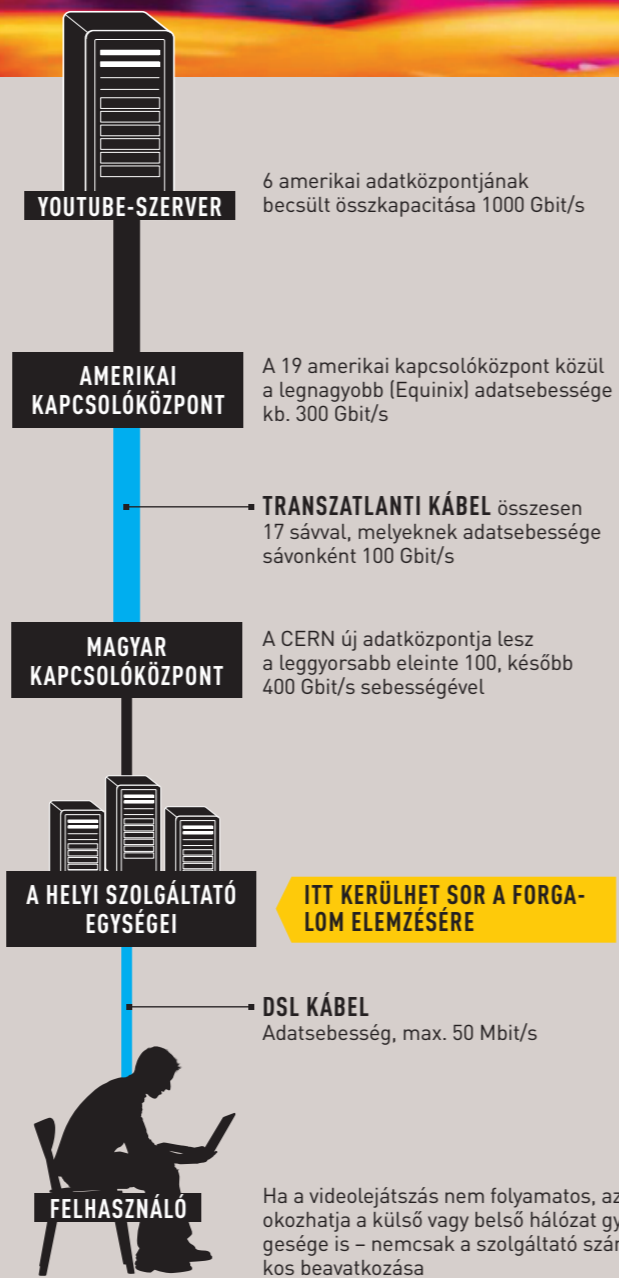 YOUTUBE-SZERVER
6 amerikai adatközpontjának
becsült összkapacitása 1000 Gbit/s
AMERIKAI
KAPCSOLÓKÖZPONT
A 19 amerikai kapcsolóközpont közül
a legnagyobb (Equinix) adatsebessége
kb. 300 Gbit/s
TRANSZATLANTI KÁBEL összesen
17 sávval, melyeknek adatsebessége
sávonként 100 Gbit/s
MAGYAR
KAPCSOLÓKÖZPONT
A CERN új adatközpontja lesz
a leggyorsabb eleinte 100, később
400 Gbit/s sebességével
A HELYI SZOLGÁLTATÓ
EGYSÉGEI
ITT KERÜLHET SOR A FORGA-
LOM ELEMZÉSÉRE
DSL KÁBEL
Adatsebesség, max. 50 Mbit/s
FELHASZNÁLÓ
Ha a videolejátszás nem folyamatos, az
okozhatja a külső vagy belső hálózat gy
gesége is – nemcsak a szolgáltató szán
kos beavatkozása